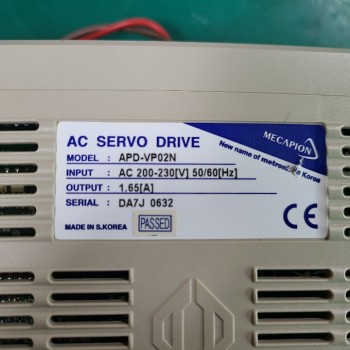 AC SERVO DRIVE
MECAPION
New name of metronix Korea
MODEL : APD-VP02N
INPUT : AC 200-230[V] 50/60[Hz]
OUTPUT : 1.65[A]
SERIAL : DA7J 0632
MADE IN S.KOREA
PASSED
CE